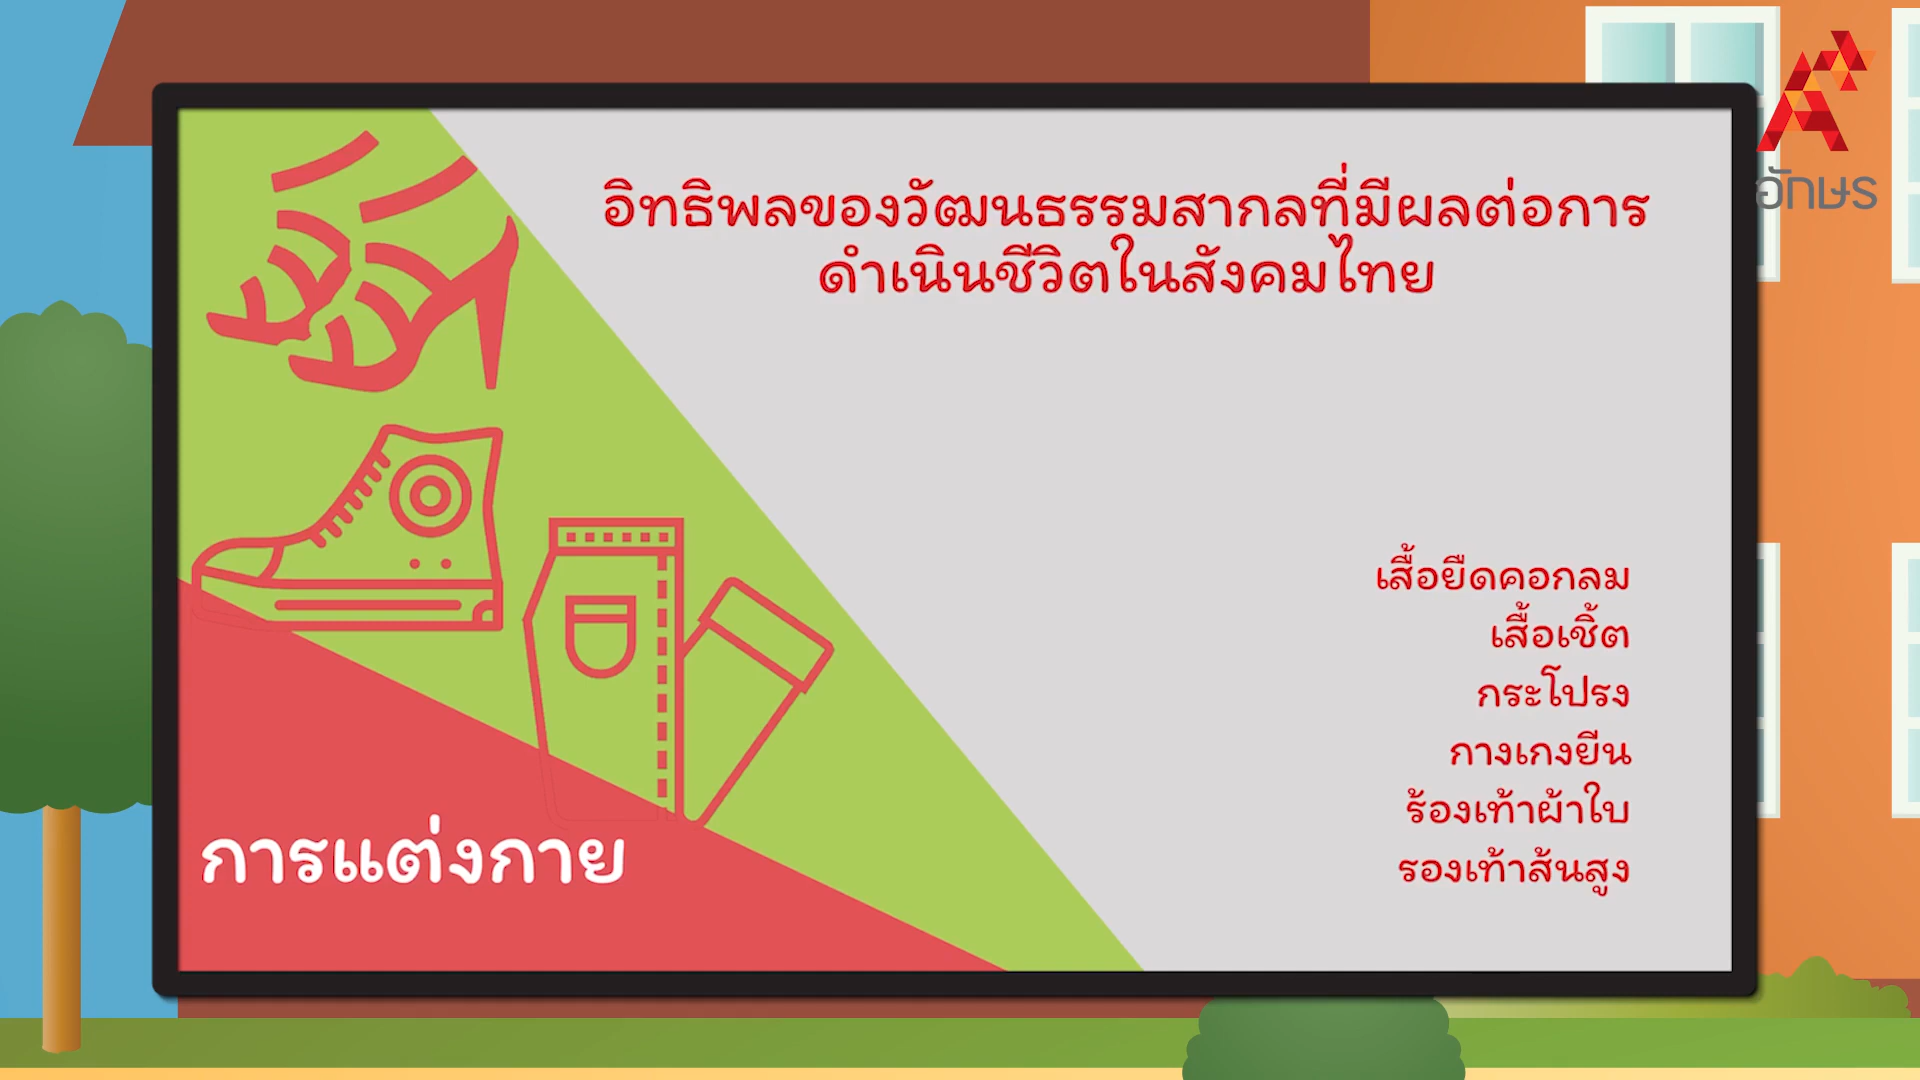 อักษร
อิทธิพลของวัฒนธรรมสากลที่มีผลต่อการ
ดำเนินชีวิตในสังคมไทย
เสื้อยืดคอกลม
เสื้อเชิ้ต
กระโปรง
กางเกงยีน
ร้องเท้าผ้าใบ
รองเท้าส้นสูง
การแต่งกาย